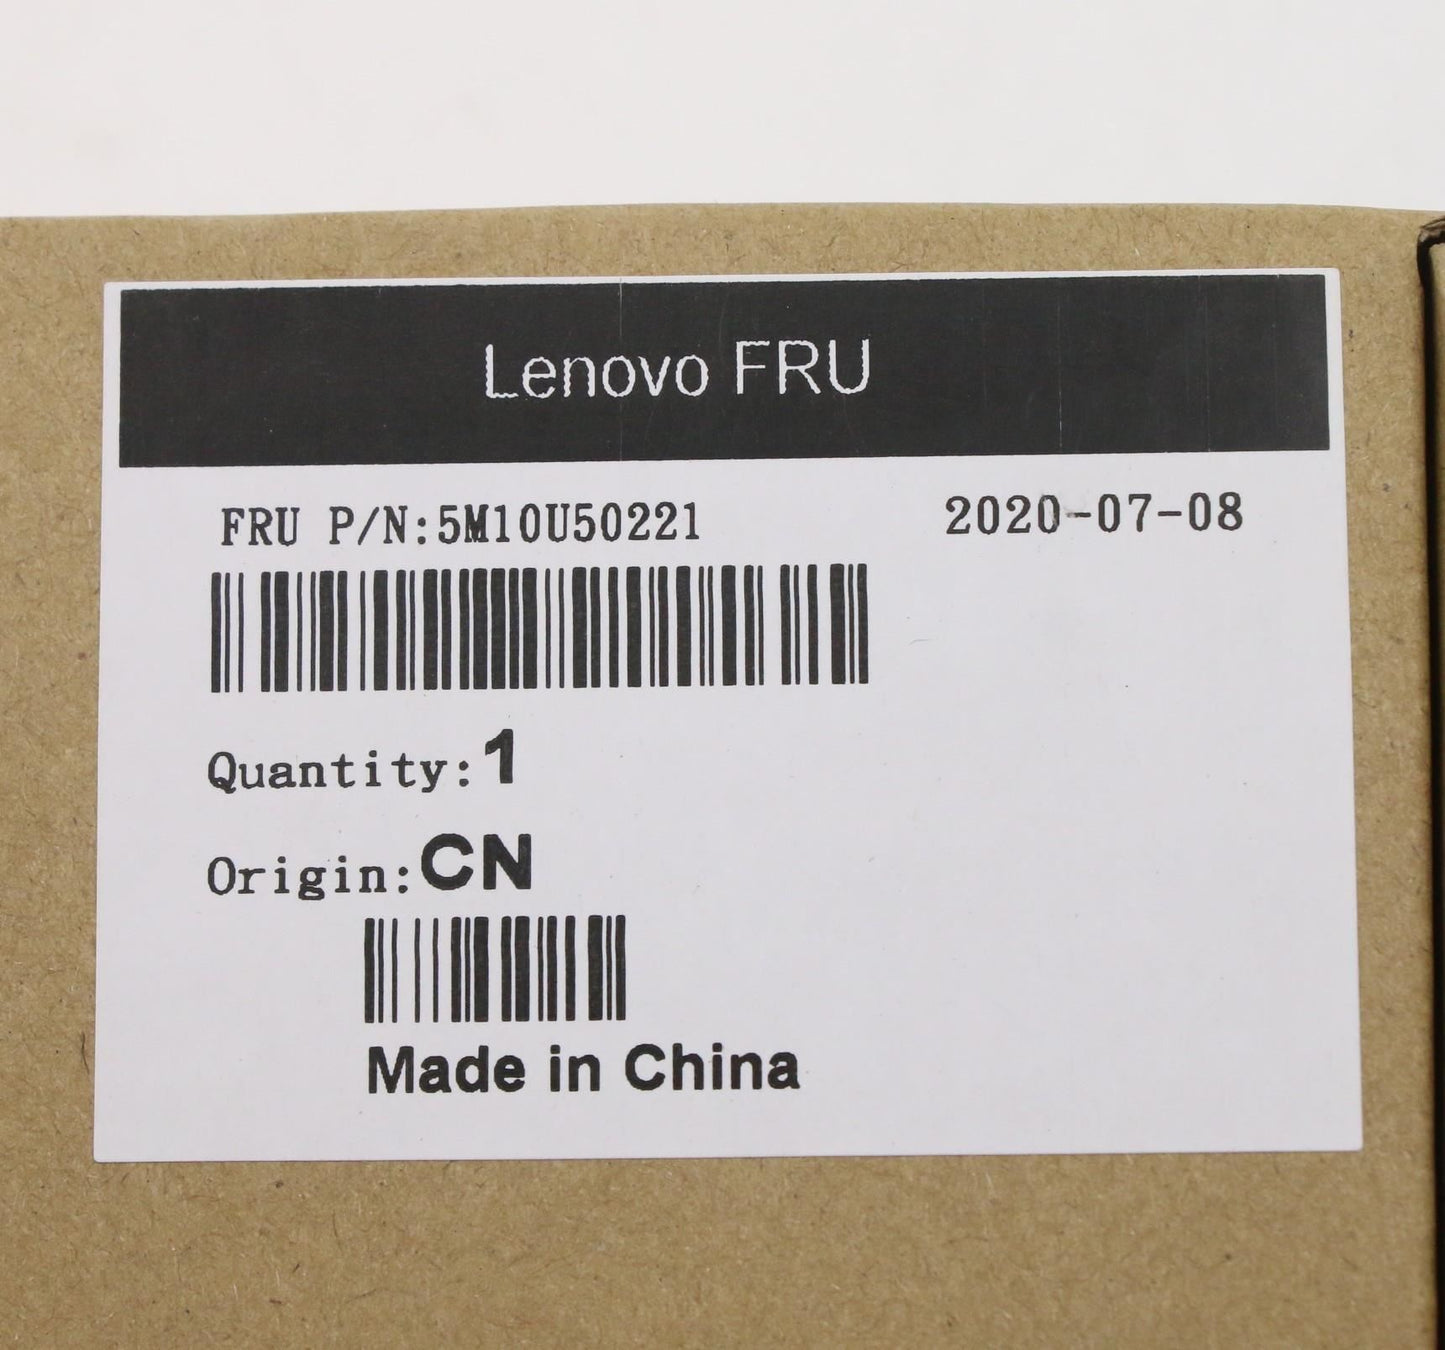 Lenovo FRU
FRU P/N:5M10U50221 2020-07-08
Quantity:1
Origin:CN
Made in China